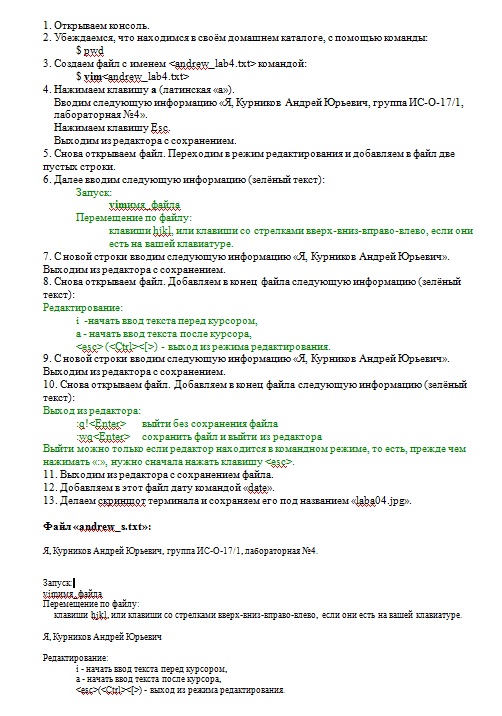 1. Открываем консоль.
2. Убеждаемся, что находимся в своём домашнем каталоге, с помощью команды:
$ pwd
3. Создаем файл с именем <andrew_lab4.txt> командой:
$ vim<andrew_lab4.txt>
4. Нажимаем клавишу а (латинская «а»).
Вводим следующую информацию «Я, Курников Андрей Юрьевич, группа ИС-О-17/1,
лабораторная №4».
Нажимаем клавишу Esc.
Выходим из редактора с сохранением.
5. Снова открываем файл. Переходим в режим редактирования и добавляем в файл две
пустых строки.
6. Далее вводим следующую информацию (зелёный текст):
Запуск:
vimимя_файла
Перемещение по файлу:
клавиши hjkl, или клавиши со стрелками вверх-вниз-вправо-влево, если они
есть на вашей клавиатуре.
7. С новой строки вводим следующую информацию «Я, Курников Андрей Юрьевич».
Выходим из редактора с сохранением.
8. Снова открываем файл. Добавляем в конец файла следующую информацию (зелёный
текст):
Редактирование:
i -начать ввод текста перед курсором,
a - начать ввод текста после курсора,
<esc> (<Ctrl><[>) - выход из режима редактирования.
9. С новой строки вводим следующую информацию «Я, Курников Андрей Юрьевич».
Выходим из редактора с сохранением.
10. Снова открываем файл. Добавляем в конец файла следующую информацию (зелёный
текст):
Выход из редактора:
:q!<Enter> выйти без сохранения файла
:wq<Enter> сохранить файл и выйти из редактора
Выйти можно только если редактор находится в командном режиме, то есть, прежде чем
нажимать «:», нужно сначала нажать клавишу <esc>.
11. Выходим из редактора с сохранением файла.
12. Добавляем в этот файл дату командой «date».
13. Делаем скриншот терминала и сохраняем его под названием «laba04.jpg».
Файл «andrew_s.txt»:
Я, Курников Андрей Юрьевич, группа ИС-О-17/1, лабораторная №4.
Запуск:
vimимя_файла
Перемещение по файлу:
клавиши hjkl, или клавиши со стрелками вверх-вниз-вправо-влево, если они есть на вашей клавиатуре.
Я, Курников Андрей Юрьевич
Редактирование:
i - начать ввод текста перед курсором,
a - начать ввод текста после курсора,
<esc>(<Ctrl><[>) - выход из режима редактирования.